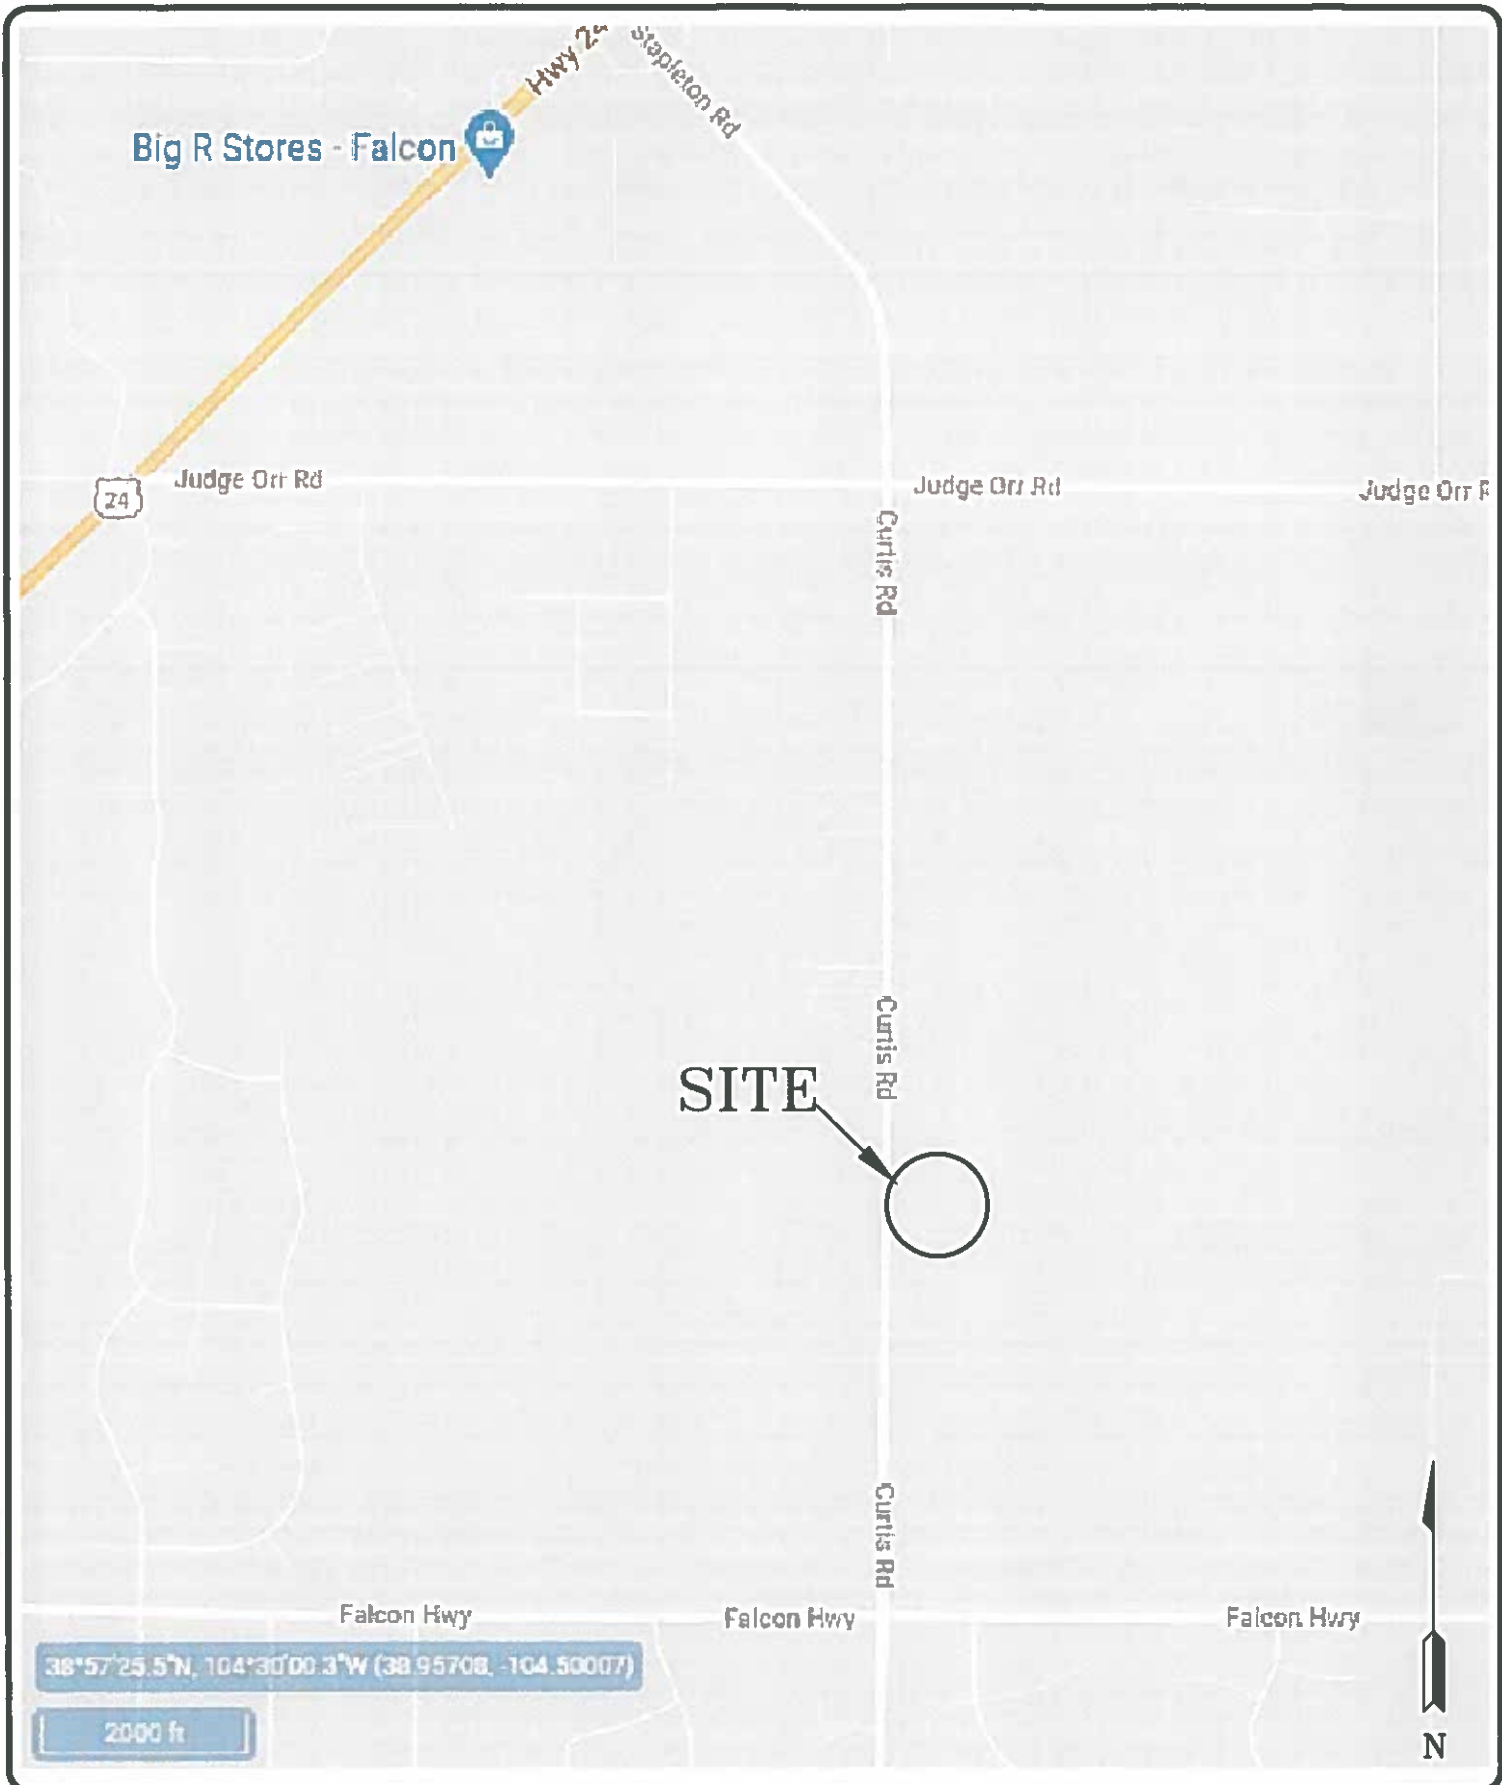 Hwy 24
Stapleton Rd
Big R Stores - Falcon
24
Judge Orr Rd
Judge Orr Rd
Judge Orr R
Curtis Rd
Curtis Rd
SITE
Curtis Rd
Falcon Hwy
Falcon Hwy
Falcon Hwy
38°57'25.5"N, 104°30'00.3"W (38.95708, -104.50007)
2000 ft
N